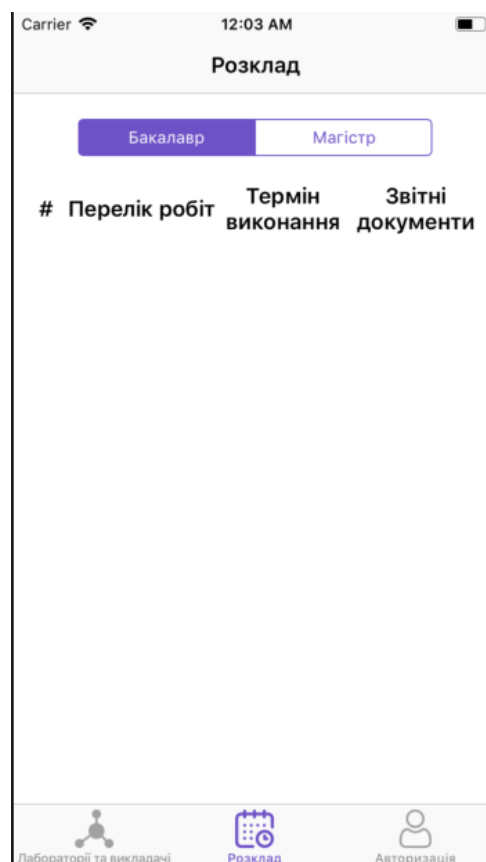 Carrier 12:03 AM
Розклад
Бакалавр Магістр
# Перелік робіт Термін виконання Звітні документи
Лабораторії та викладачі Розклад Авторизація